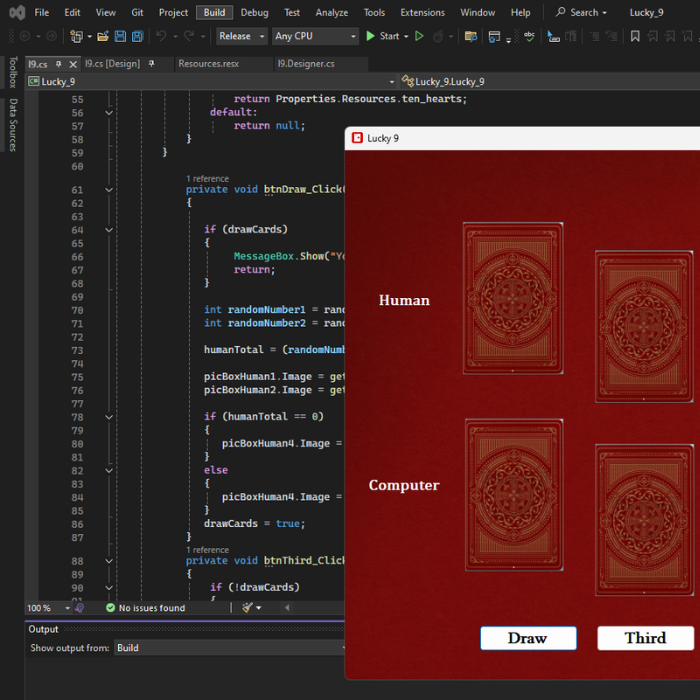 File Edit View Git Project Build Debug Test Analyze Tools Extensions Window Help Search Lucky_9
Release Any CPU Start
Toolbox
Data Sources
l9.cs l9.cs [Design] Resources.resx l9.Designer.cs
Lucky_9 Lucky_9.Lucky_9
55 return Properties.Resources.ten_hearts;
56 default:
57 return null;
58 }
59 }
60
1 reference
61 private void btnDraw_Click(
62 {
63
64 if (drawCards)
65 {
66 MessageBox.Show("Yo
67 return;
68 }
69
70 int randomNumber1 = rand
71 int randomNumber2 = rand
72
73 humanTotal = (randomNumb
74
75 picBoxHuman1.Image = get
76 picBoxHuman2.Image = get
77
78 if (humanTotal == 0)
79 {
80 picBoxHuman4.Image =
81 }
82 else
83 {
84 picBoxHuman4.Image =
85 }
86 drawCards = true;
87 }
1 reference
88 private void btnThird_Click
89 {
90 if (!drawCards)
91 {
100 % No issues found
Output
Show output from: Build
Lucky 9
Human
Computer
Draw Third